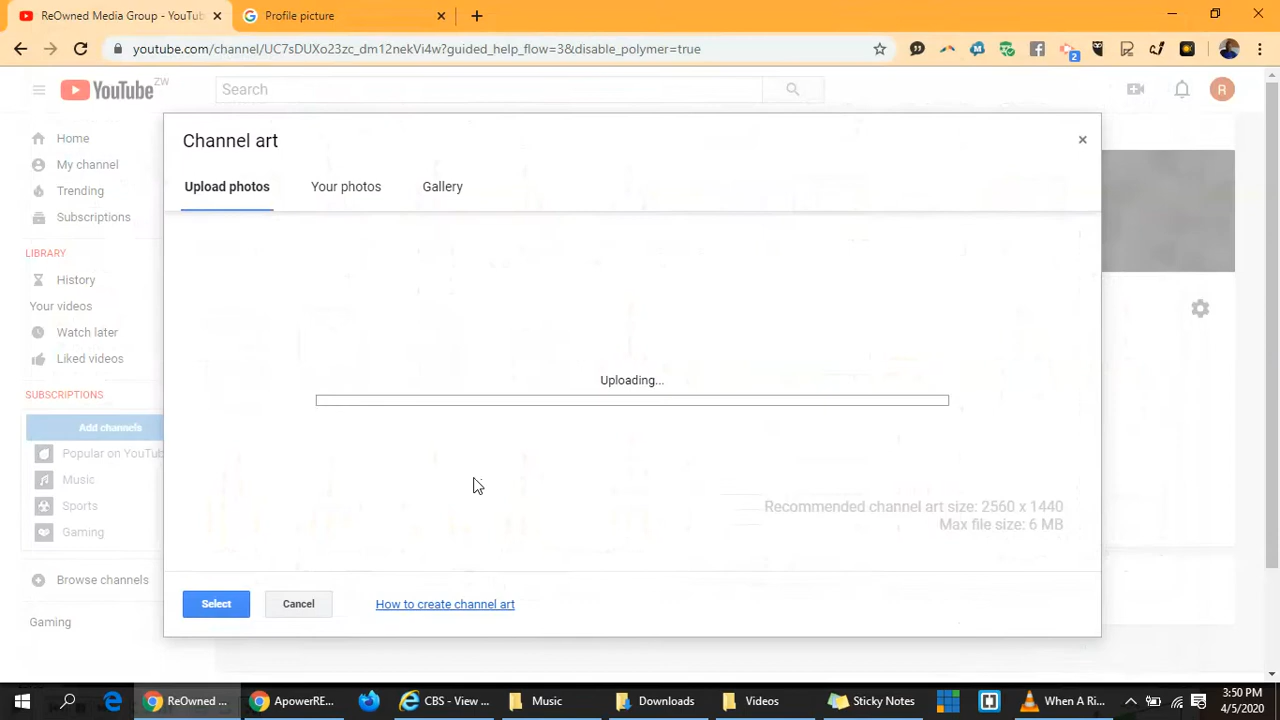 ReOwned Media Group - YouTub
Profile picture
youtube.com/channel/UC7sDUXo23zc_dm12nekVi4w?guided_help_flow=3&disable_polymer=true
2
YouTube ZW
Search
R
Home
My channel
Trending
Subscriptions
LIBRARY
History
Your videos
Watch later
Liked videos
SUBSCRIPTIONS
Add channels
Popular on YouTub
Music
Sports
Gaming
Browse channels
Gaming
Channel art
Upload photos
Your photos
Gallery
Uploading...
Recommended channel art size: 2560 x 1440
Max file size: 6 MB
Select
Cancel
How to create channel art
ReOwned ...
ApowerRE...
CBS - View ...
Music
Downloads
Videos
Sticky Notes
When A Ri...
3:50 PM
4/5/2020